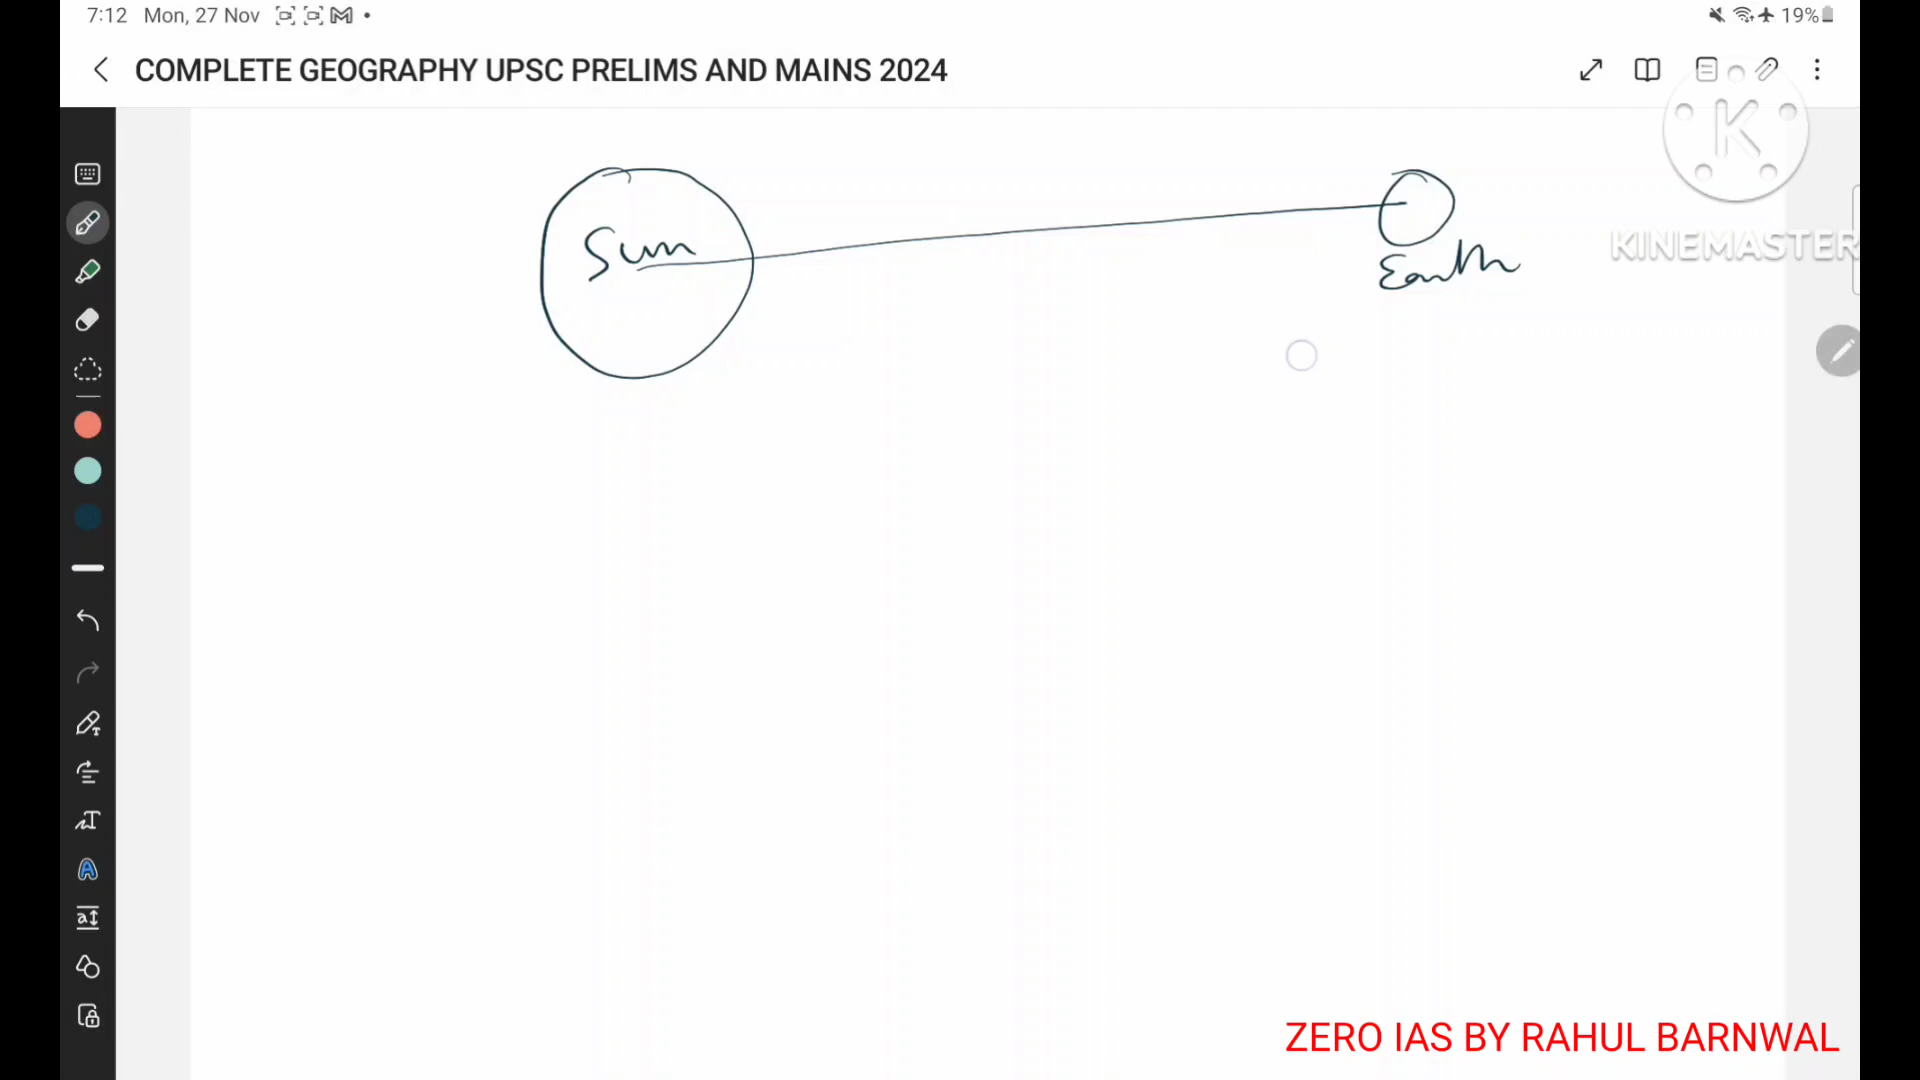 7:12 Mon, 27 Nov 19%
COMPLETE GEOGRAPHY UPSC PRELIMS AND MAINS 2024
K
KINEMASTER
Sun
Earth
ZERO IAS BY RAHUL BARNWAL